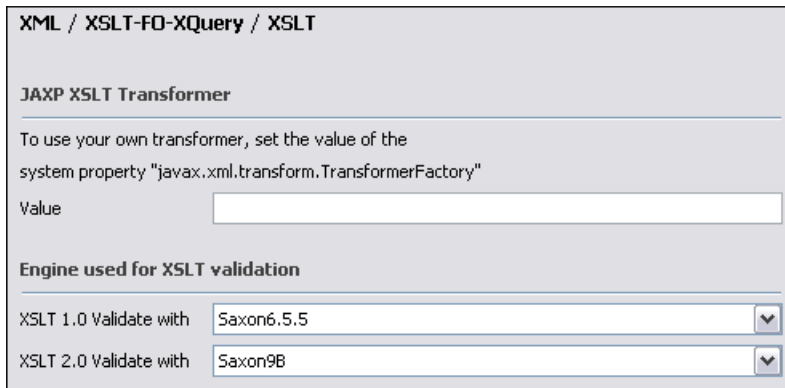 XML / XSLT-FO-XQuery / XSLT
JAXP XSLT Transformer
To use your own transformer, set the value of the
system property "javax.xml.transform.TransformerFactory"
Value
Engine used for XSLT validation
XSLT 1.0 Validate with Saxon6.5.5
XSLT 2.0 Validate with Saxon9B